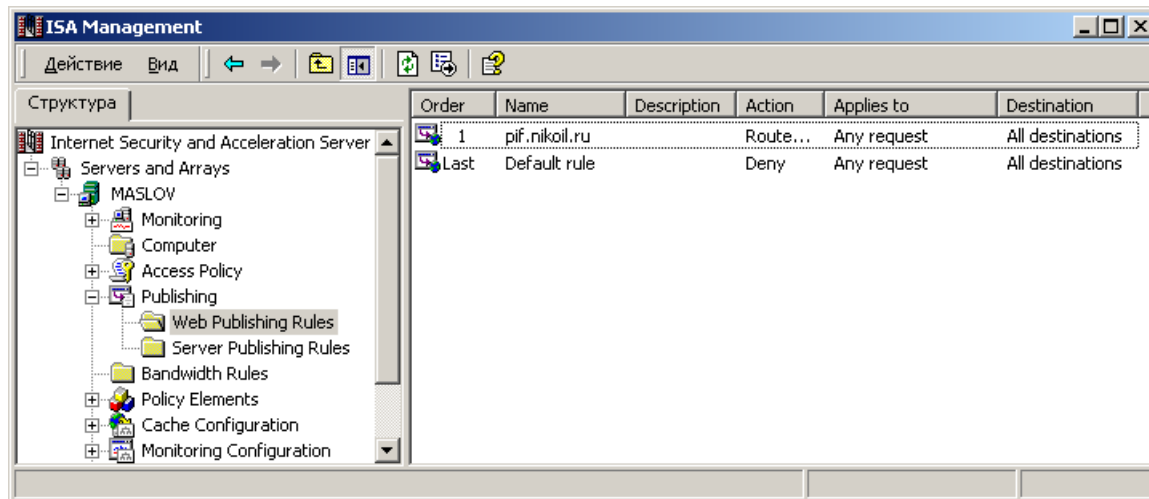 ISA Management
Действие Вид
Структура
Internet Security and Acceleration Server
Servers and Arrays
MASLOV
Monitoring
Computer
Access Policy
Publishing
Web Publishing Rules
Server Publishing Rules
Bandwidth Rules
Policy Elements
Cache Configuration
Monitoring Configuration
Order Name Description Action Applies to Destination
1 pif.nikoil.ru Route... Any request All destinations
Last Default rule Deny Any request All destinations